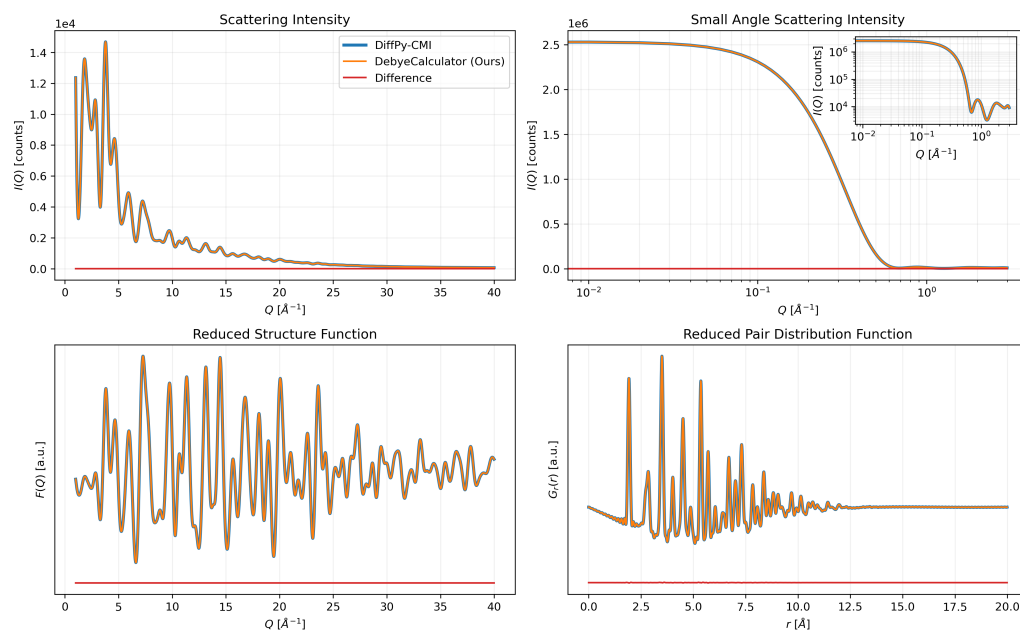 Scattering Intensity
1e4
1.4
1.2
1.0
0.8
0.6
0.4
0.2
0.0
I(Q) [counts]
0 5 10 15 20 25 30 35 40
Q [Å⁻¹]
DiffPy-CMI
DebyeCalculator (Ours)
Difference
Small Angle Scattering Intensity
1e6
2.5
2.0
1.5
1.0
0.5
0.0
I(Q) [counts]
10⁻² 10⁻¹ 10⁰
Q [Å⁻¹]
10⁶
10⁵
10⁴
I(Q) [counts]
10⁻² 10⁻¹ 10⁰
Q [Å⁻¹]
Reduced Structure Function
F(Q) [a.u.]
0 5 10 15 20 25 30 35 40
Q [Å⁻¹]
Reduced Pair Distribution Function
Gᵣ(r) [a.u.]
0.0 2.5 5.0 7.5 10.0 12.5 15.0 17.5 20.0
r [Å]